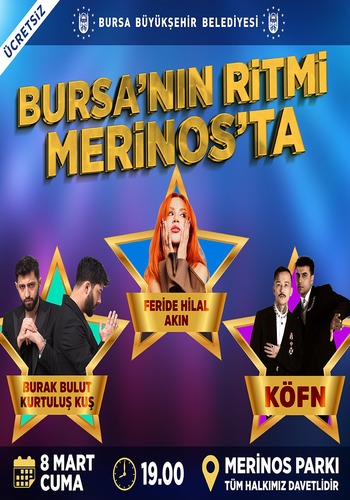 ÜCRETSİZ
BURSA BÜYÜKŞEHİR BELEDİYESİ
BURSA'NIN RİTMİ
MERİNOS'TA
FERİDE HİLAL
AKIN
BURAK BULUT
KURTULUŞ KUŞ
KÖFN
8 MART
CUMA
19.00
MERİNOS PARKI
TÜM HALKIMIZ DAVETLİDİR